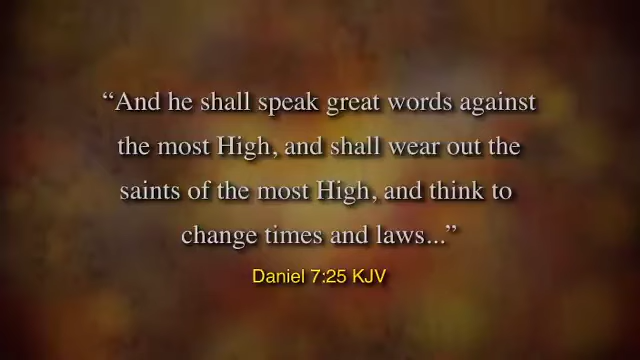 “And he shall speak great words against
the most High, and shall wear out the
saints of the most High, and think to
change times and laws...”
Daniel 7:25 KJV